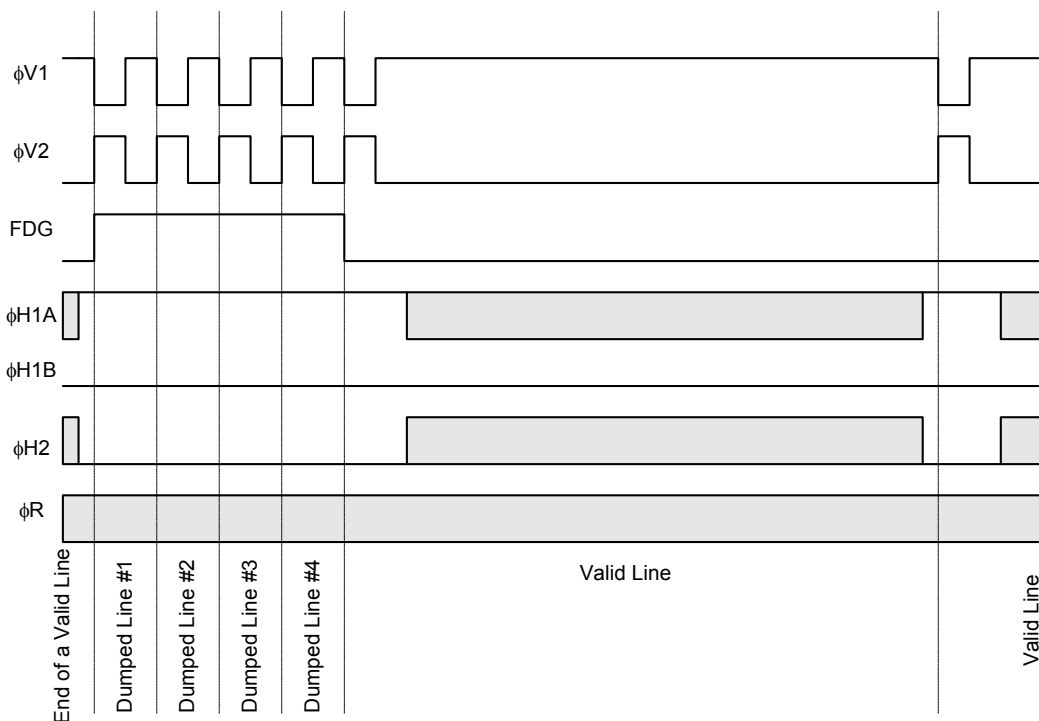 ϕV1
ϕV2
FDG
ϕH1A
ϕH1B
ϕH2
ϕR
End of a Valid Line
Dumped Line #1
Dumped Line #2
Dumped Line #3
Dumped Line #4
Valid Line
Valid Line